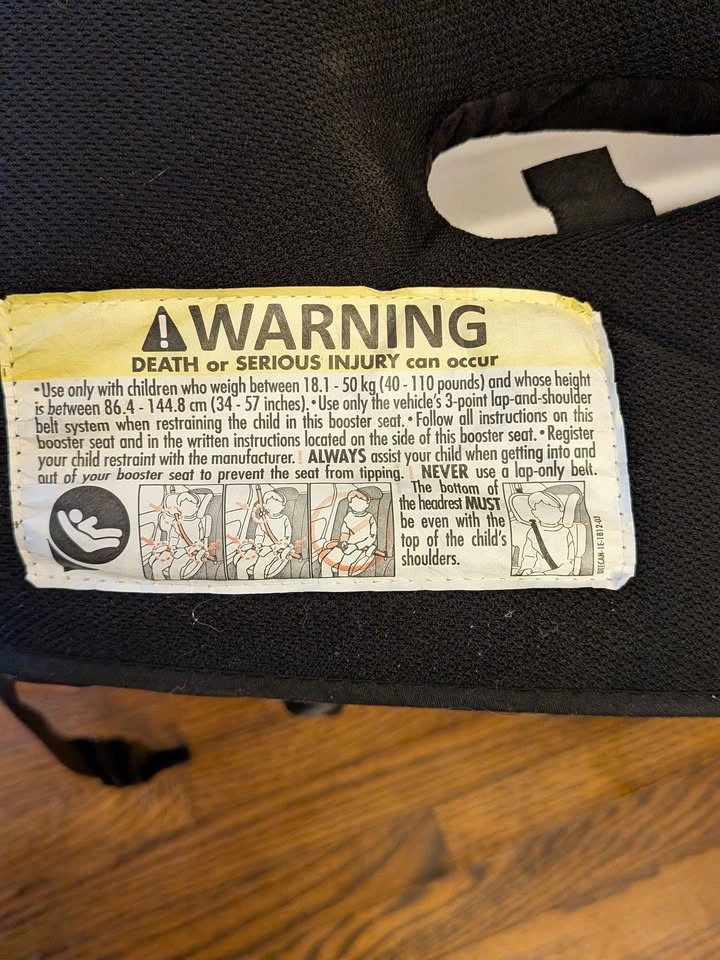 WARNING
DEATH or SERIOUS INJURY can occur
•Use only with children who weigh between 18.1 - 50 kg (40 - 110 pounds) and whose height
is between 86.4 - 144.8 cm (34 - 57 inches).•Use only the vehicle's 3-point lap-and-shoulder
belt system when restraining the child in this booster seat.•Follow all instructions on this
booster seat and in the written instructions located on the side of this booster seat.•Register
your child restraint with the manufacturer. ALWAYS assist your child when getting into and
out of your booster seat to prevent the seat from tipping. NEVER use a lap-only belt.
The bottom of
the headrest MUST
be even with the
top of the child's
shoulders.